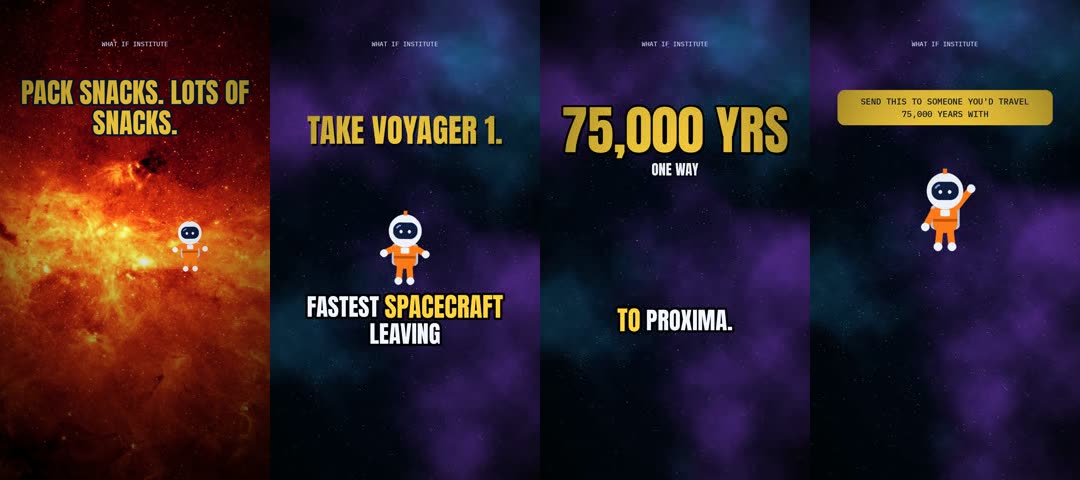 WHAT IF INSTITUTE
PACK SNACKS. LOTS OF
SNACKS.
WHAT IF INSTITUTE
TAKE VOYAGER 1.
FASTEST SPACECRAFT
LEAVING
WHAT IF INSTITUTE
75,000 YRS
ONE WAY
TO PROXIMA.
WHAT IF INSTITUTE
SEND THIS TO SOMEONE YOU'D TRAVEL
75,000 YEARS WITH